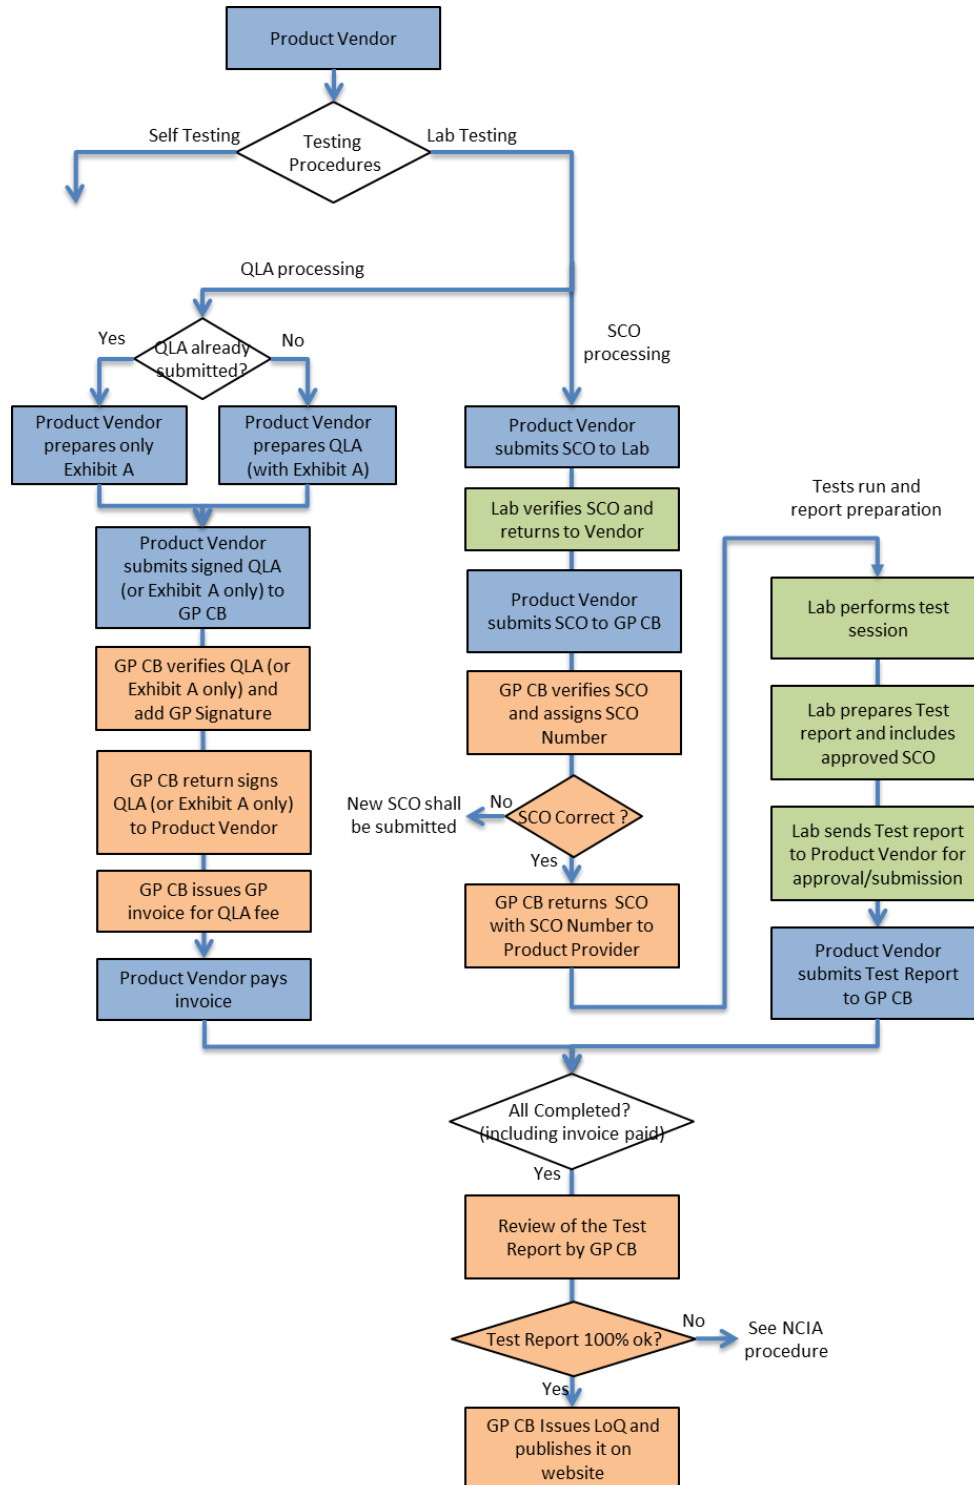 Product Vendor
Self Testing
Lab Testing
Testing
Procedures
QLA processing
SCO
processing
Yes
No
QLA already
submitted?
Product Vendor
prepares only
Exhibit A
Product Vendor
prepares QLA
(with Exhibit A)
Product Vendor
submits SCO to Lab
Lab verifies SCO and
returns to Vendor
Tests run and
report preparation
Product Vendor
submits signed QLA
(or Exhibit A only) to
GP CB
Product Vendor
submits SCO to GP CB
Lab performs test
session
GP CB verifies QLA (or
Exhibit A only) and
add GP Signature
GP CB verifies SCO
and assigns SCO
Number
Lab prepares Test
report and includes
approved SCO
GP CB return signs
QLA (or Exhibit A only)
to Product Vendor
New SCO shall
be submitted
No
SCO Correct ?
Yes
Lab sends Test report
to Product Vendor for
approval/submission
GP CB issues GP
invoice for QLA fee
GP CB returns SCO
with SCO Number to
Product Provider
Product Vendor
submits Test Report
to GP CB
Product Vendor pays
invoice
All Completed?
(including invoice paid)
Yes
Review of the Test
Report by GP CB
Test Report 100% ok?
No
See NCIA
procedure
Yes
GP CB Issues LoQ and
publishes it on
website